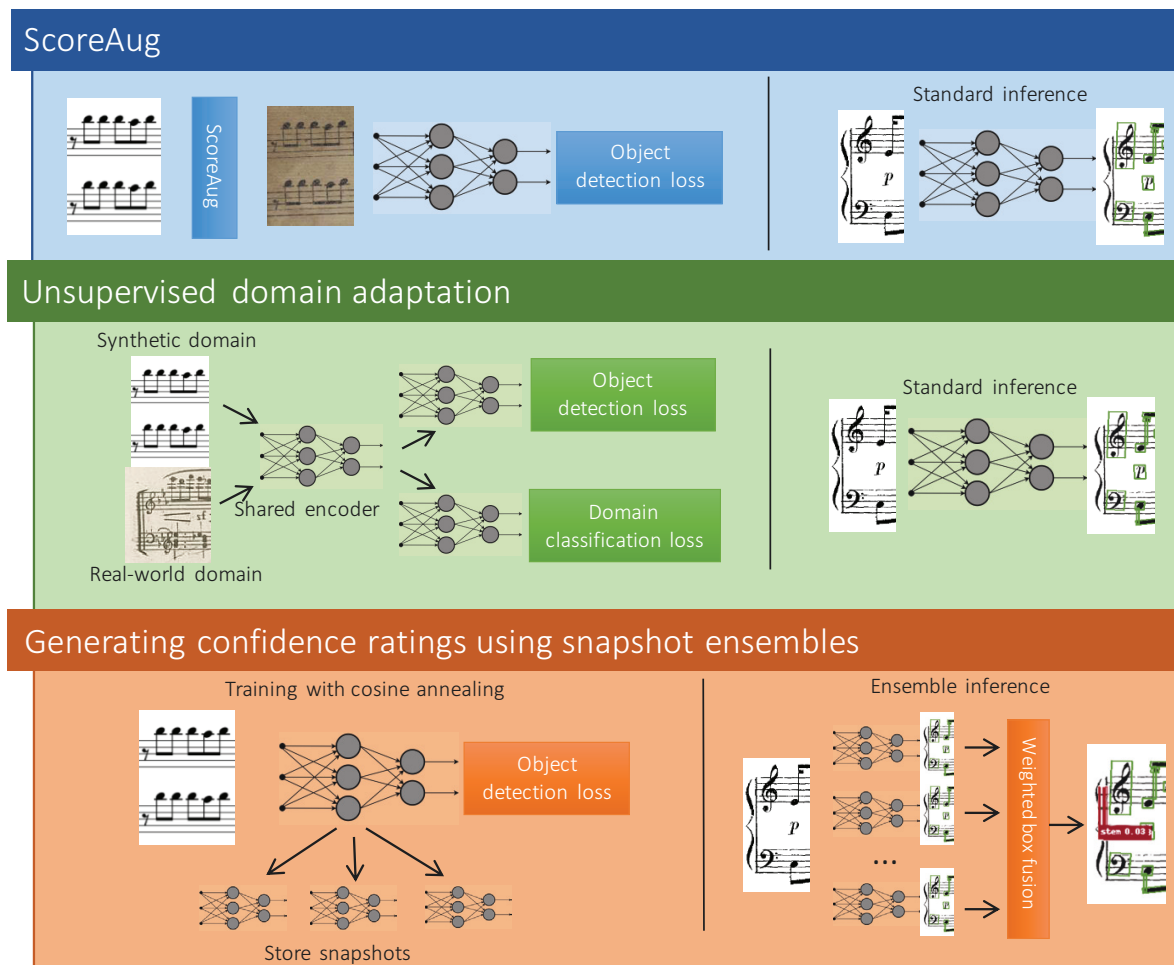 ScoreAug
ScoreAug
Object
detection loss
Standard inference
p
p
Unsupervised domain adaptation
Synthetic domain
Real-world domain
sf
Shared encoder
Object
detection loss
Domain
classification loss
Standard inference
p
p
Generating confidence ratings using snapshot ensembles
Training with cosine annealing
Object
detection loss
Store snapshots
Ensemble inference
p
...
Weighted box fusion
stem 0.03